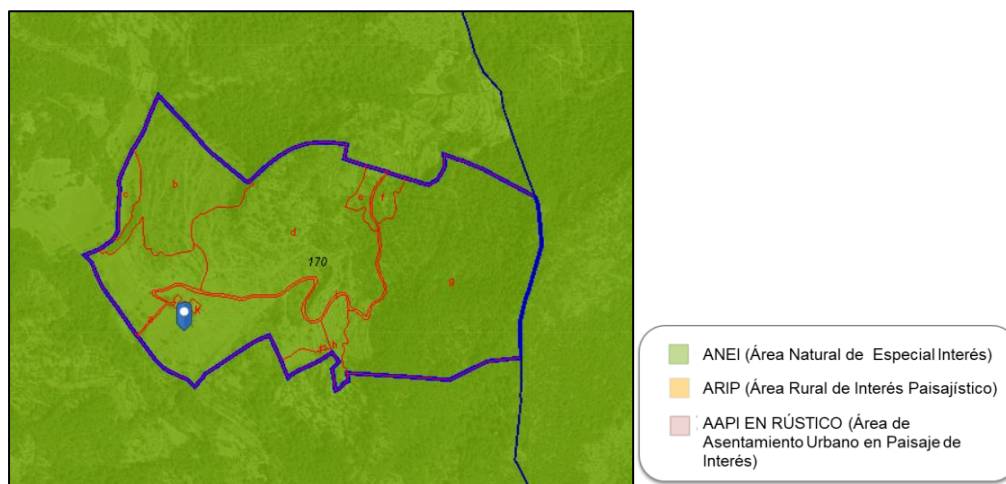 c
b
e
f
d
170
g
i
a
k
h
ANEI (Área Natural de Especial Interés)
ARIP (Área Rural de Interés Paisajístico)
AAPI EN RÚSTICO (Área de
Asentamiento Urbano en Paisaje de
Interés)